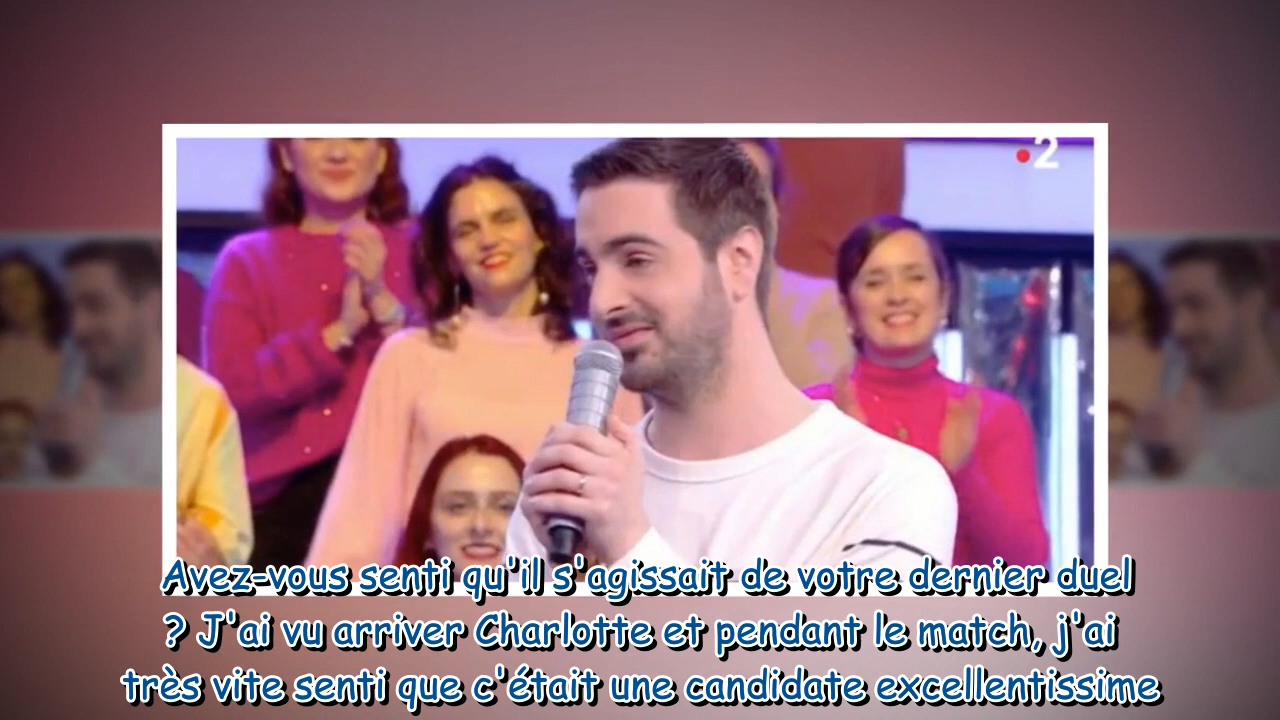 2
Avez-vous senti qu'il s'agissait de votre dernier duel
? J'ai vu arriver Charlotte et pendant le match, j'ai
très vite senti que c'était une candidate excellentissime